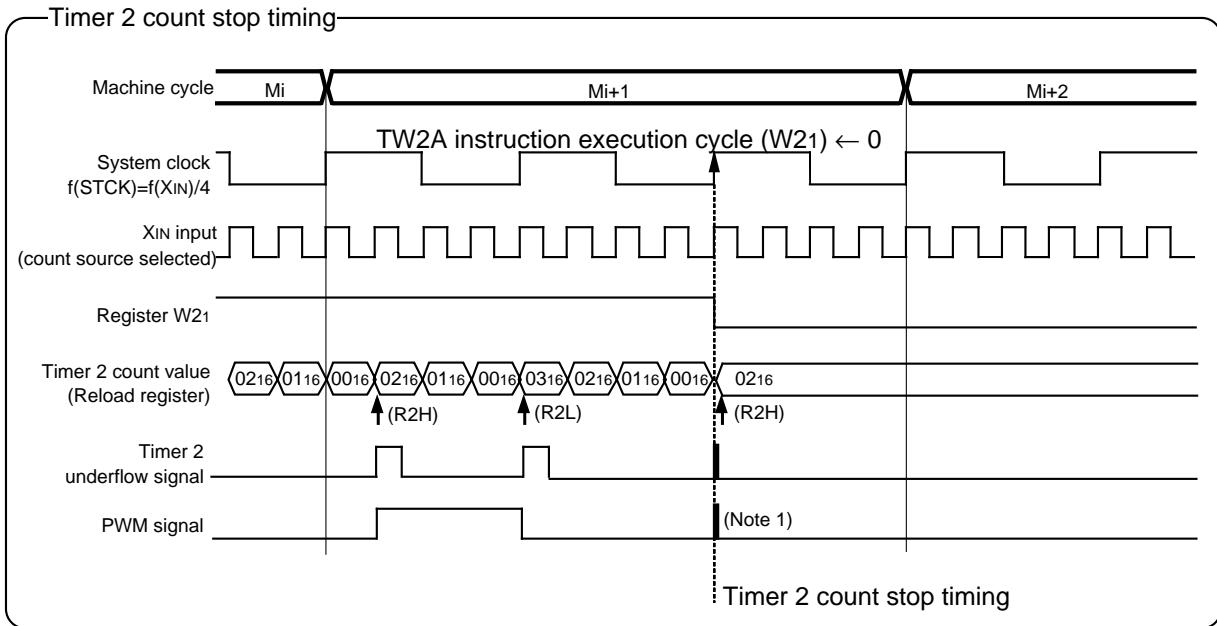 Timer 2 count stop timing
Machine cycle Mi Mi+1 Mi+2
TW2A instruction execution cycle (W21) ← 0
System clock
f(STCK)=f(XIN)/4
XIN input
(count source selected)
Register W21
Timer 2 count value
(Reload register)
0216 0116 0016 0216 0116 0016 0316 0216 0116 0016 0216
(R2H) (R2L) (R2H)
Timer 2
underflow signal
PWM signal (Note 1)
Timer 2 count stop timing